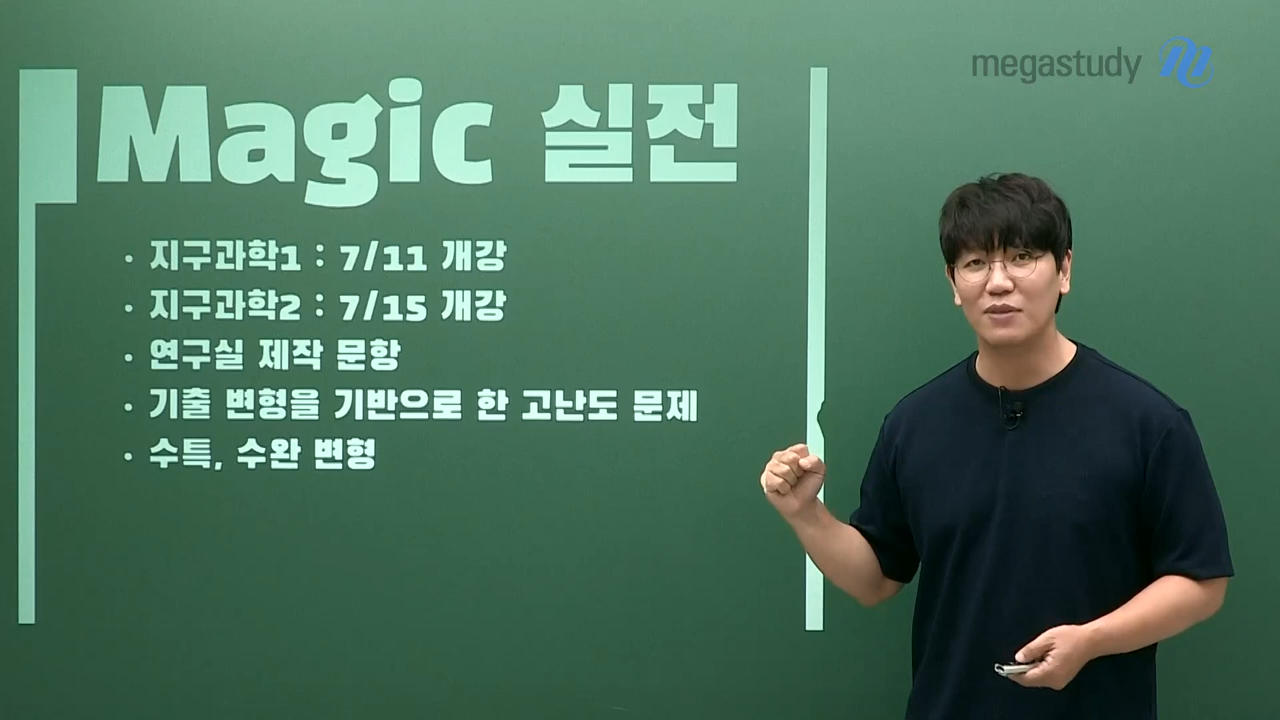 megastudy
Magic 실전
· 지구과학1 : 7/11 개강
· 지구과학2 : 7/15 개강
· 연구실 제작 문항
· 기출 변형을 기반으로 한 고난도 문제
· 수특, 수완 변형